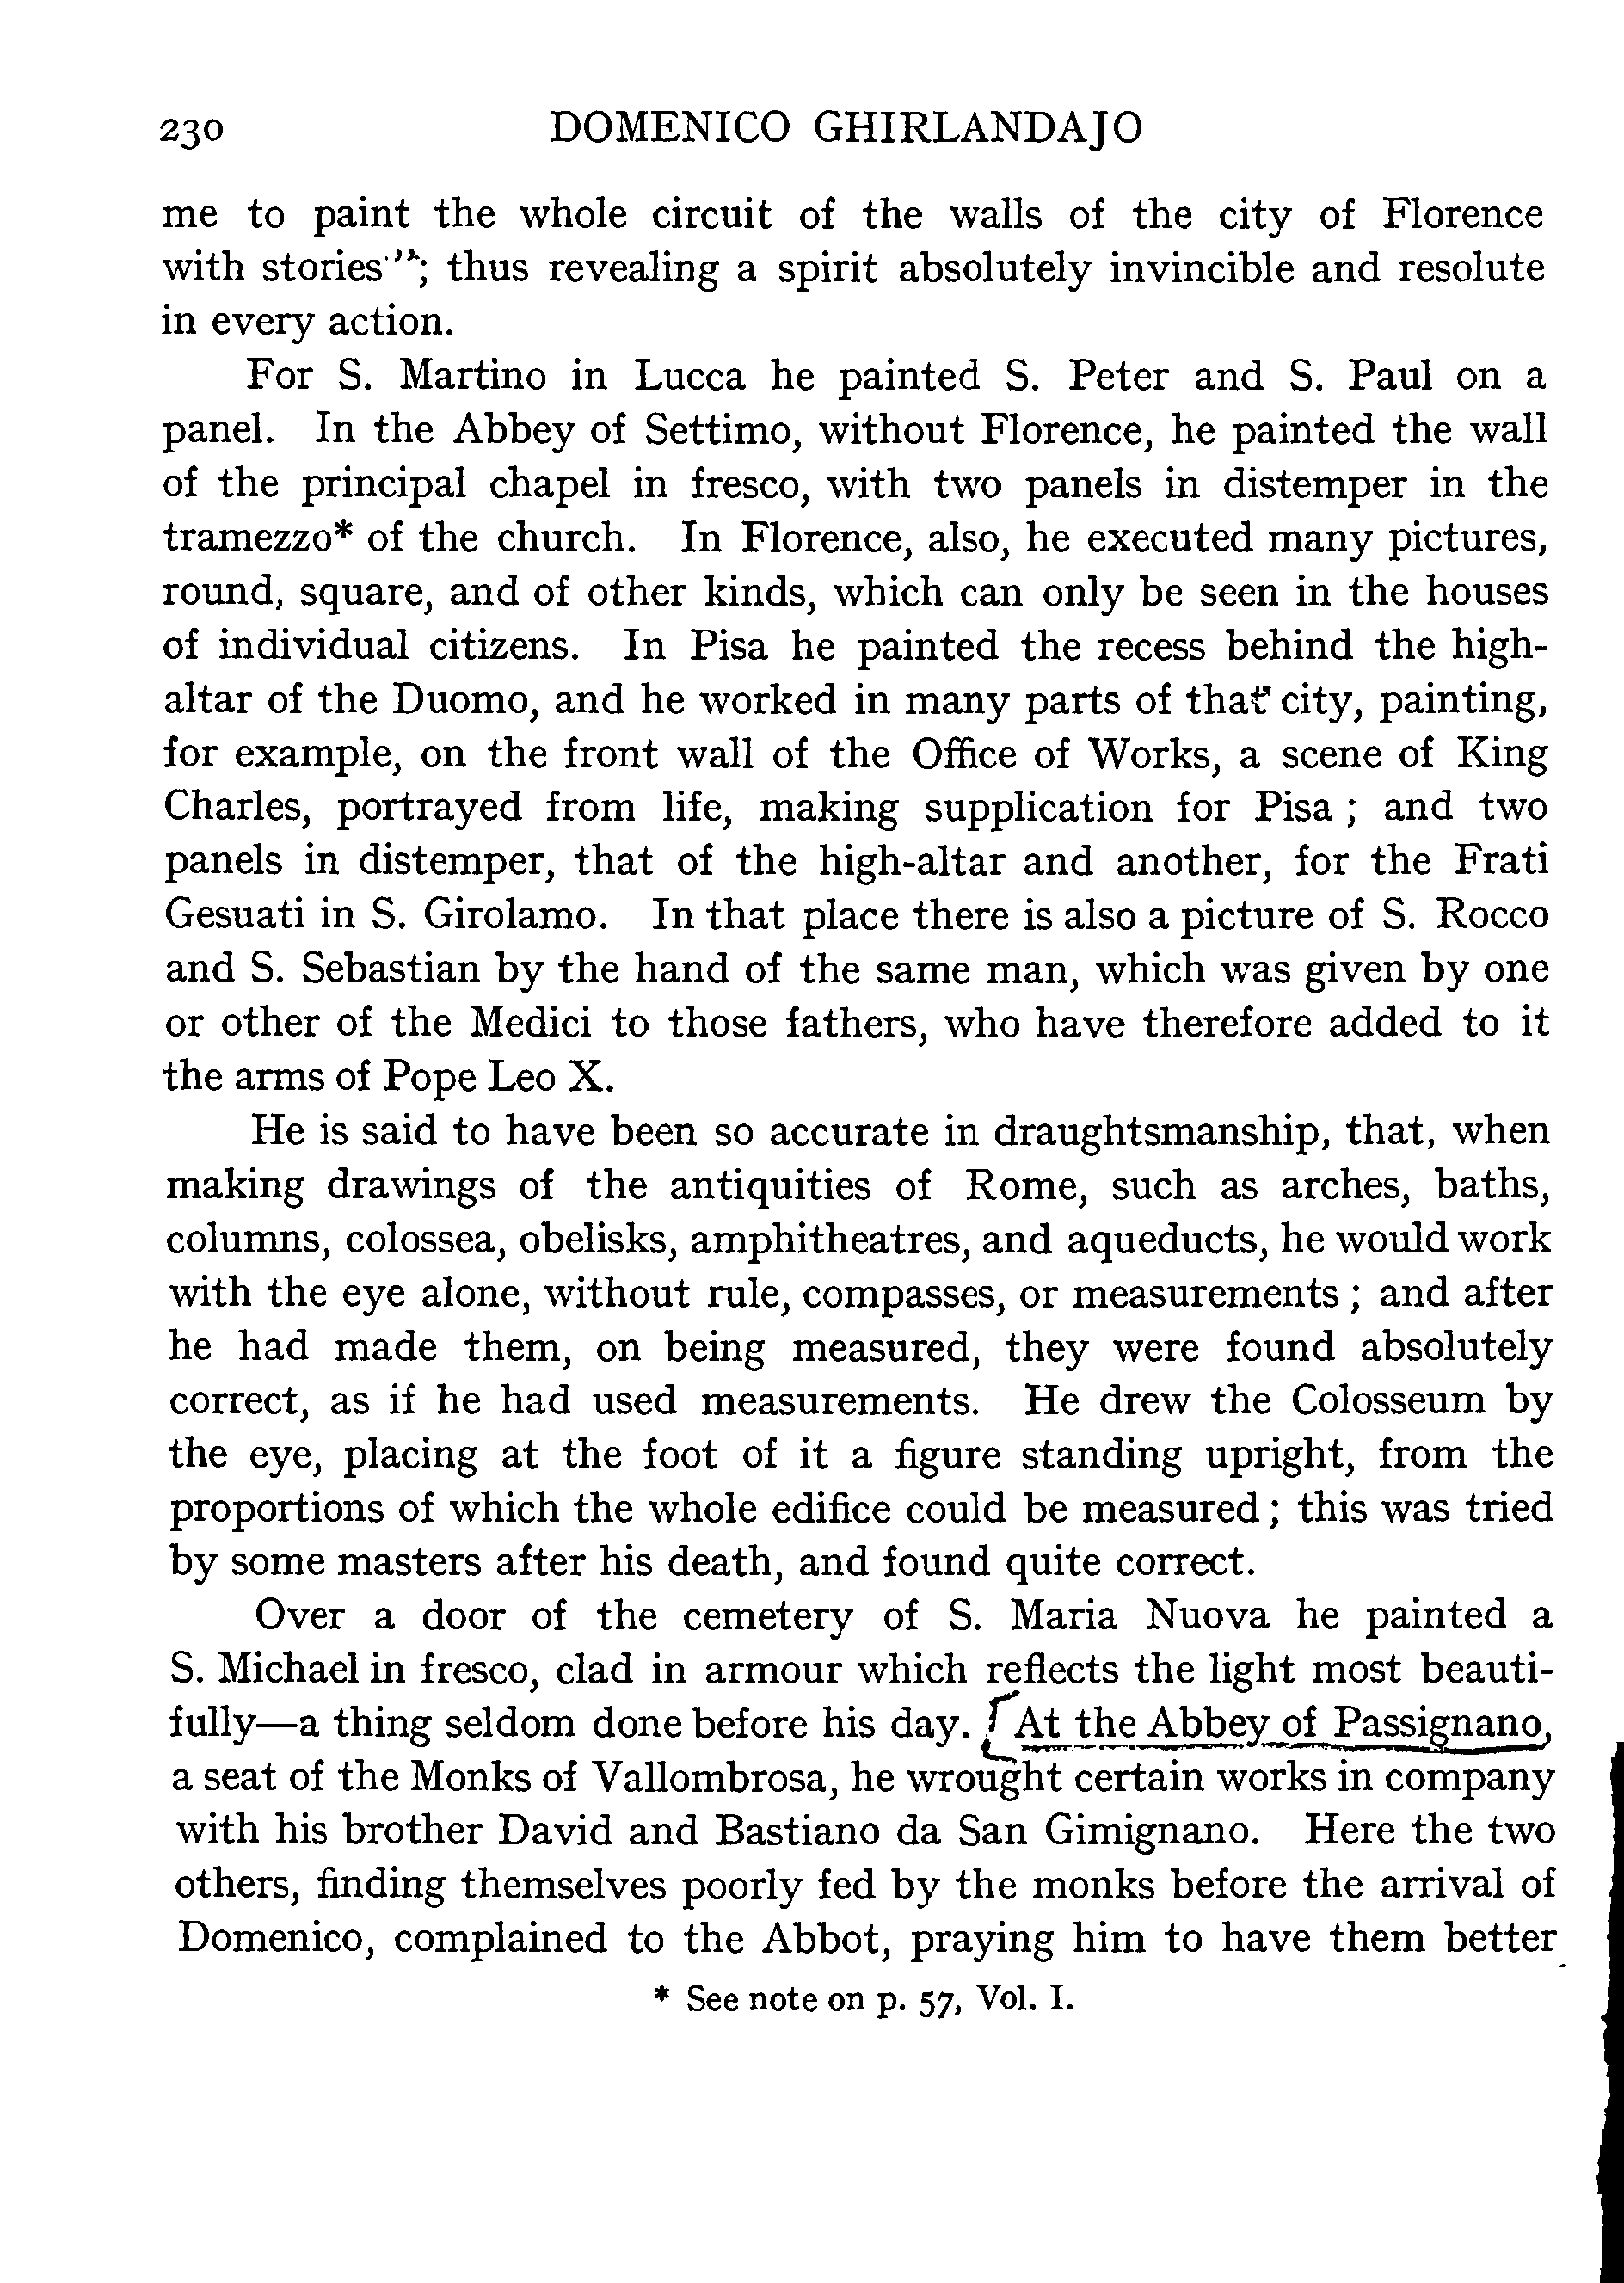 230 DOMENICO GHIRLANDAJO
me to paint the whole circuit of the walls of the city of Florence
with stories"; thus revealing a spirit absolutely invincible and resolute
in every action.
For S. Martino in Lucca he painted S. Peter and S. Paul on a
panel. In the Abbey of Settimo, without Florence, he painted the wall
of the principal chapel in fresco, with two panels in distemper in the
tramezzo* of the church. In Florence, also, he executed many pictures,
round, square, and of other kinds, which can only be seen in the houses
of individual citizens. In Pisa he painted the recess behind the high-
altar of the Duomo, and he worked in many parts of that city, painting,
for example, on the front wall of the Office of Works, a scene of King
Charles, portrayed from life, making supplication for Pisa ; and two
panels in distemper, that of the high-altar and another, for the Frati
Gesuati in S. Girolamo. In that place there is also a picture of S. Rocco
and S. Sebastian by the hand of the same man, which was given by one
or other of the Medici to those fathers, who have therefore added to it
the arms of Pope Leo X.
He is said to have been so accurate in draughtsmanship, that, when
making drawings of the antiquities of Rome, such as arches, baths,
columns, colossea, obelisks, amphitheatres, and aqueducts, he would work
with the eye alone, without rule, compasses, or measurements ; and after
he had made them, on being measured, they were found absolutely
correct, as if he had used measurements. He drew the Colosseum by
the eye, placing at the foot of it a figure standing upright, from the
proportions of which the whole edifice could be measured ; this was tried
by some masters after his death, and found quite correct.
Over a door of the cemetery of S. Maria Nuova he painted a
S. Michael in fresco, clad in armour which reflects the light most beauti-
fully—a thing seldom done before his day. [At the Abbey of Passignano,
a seat of the Monks of Vallombrosa, he wrought certain works in company
with his brother David and Bastiano da San Gimignano. Here the two
others, finding themselves poorly fed by the monks before the arrival of
Domenico, complained to the Abbot, praying him to have them better
* See note on p. 57, Vol. I.